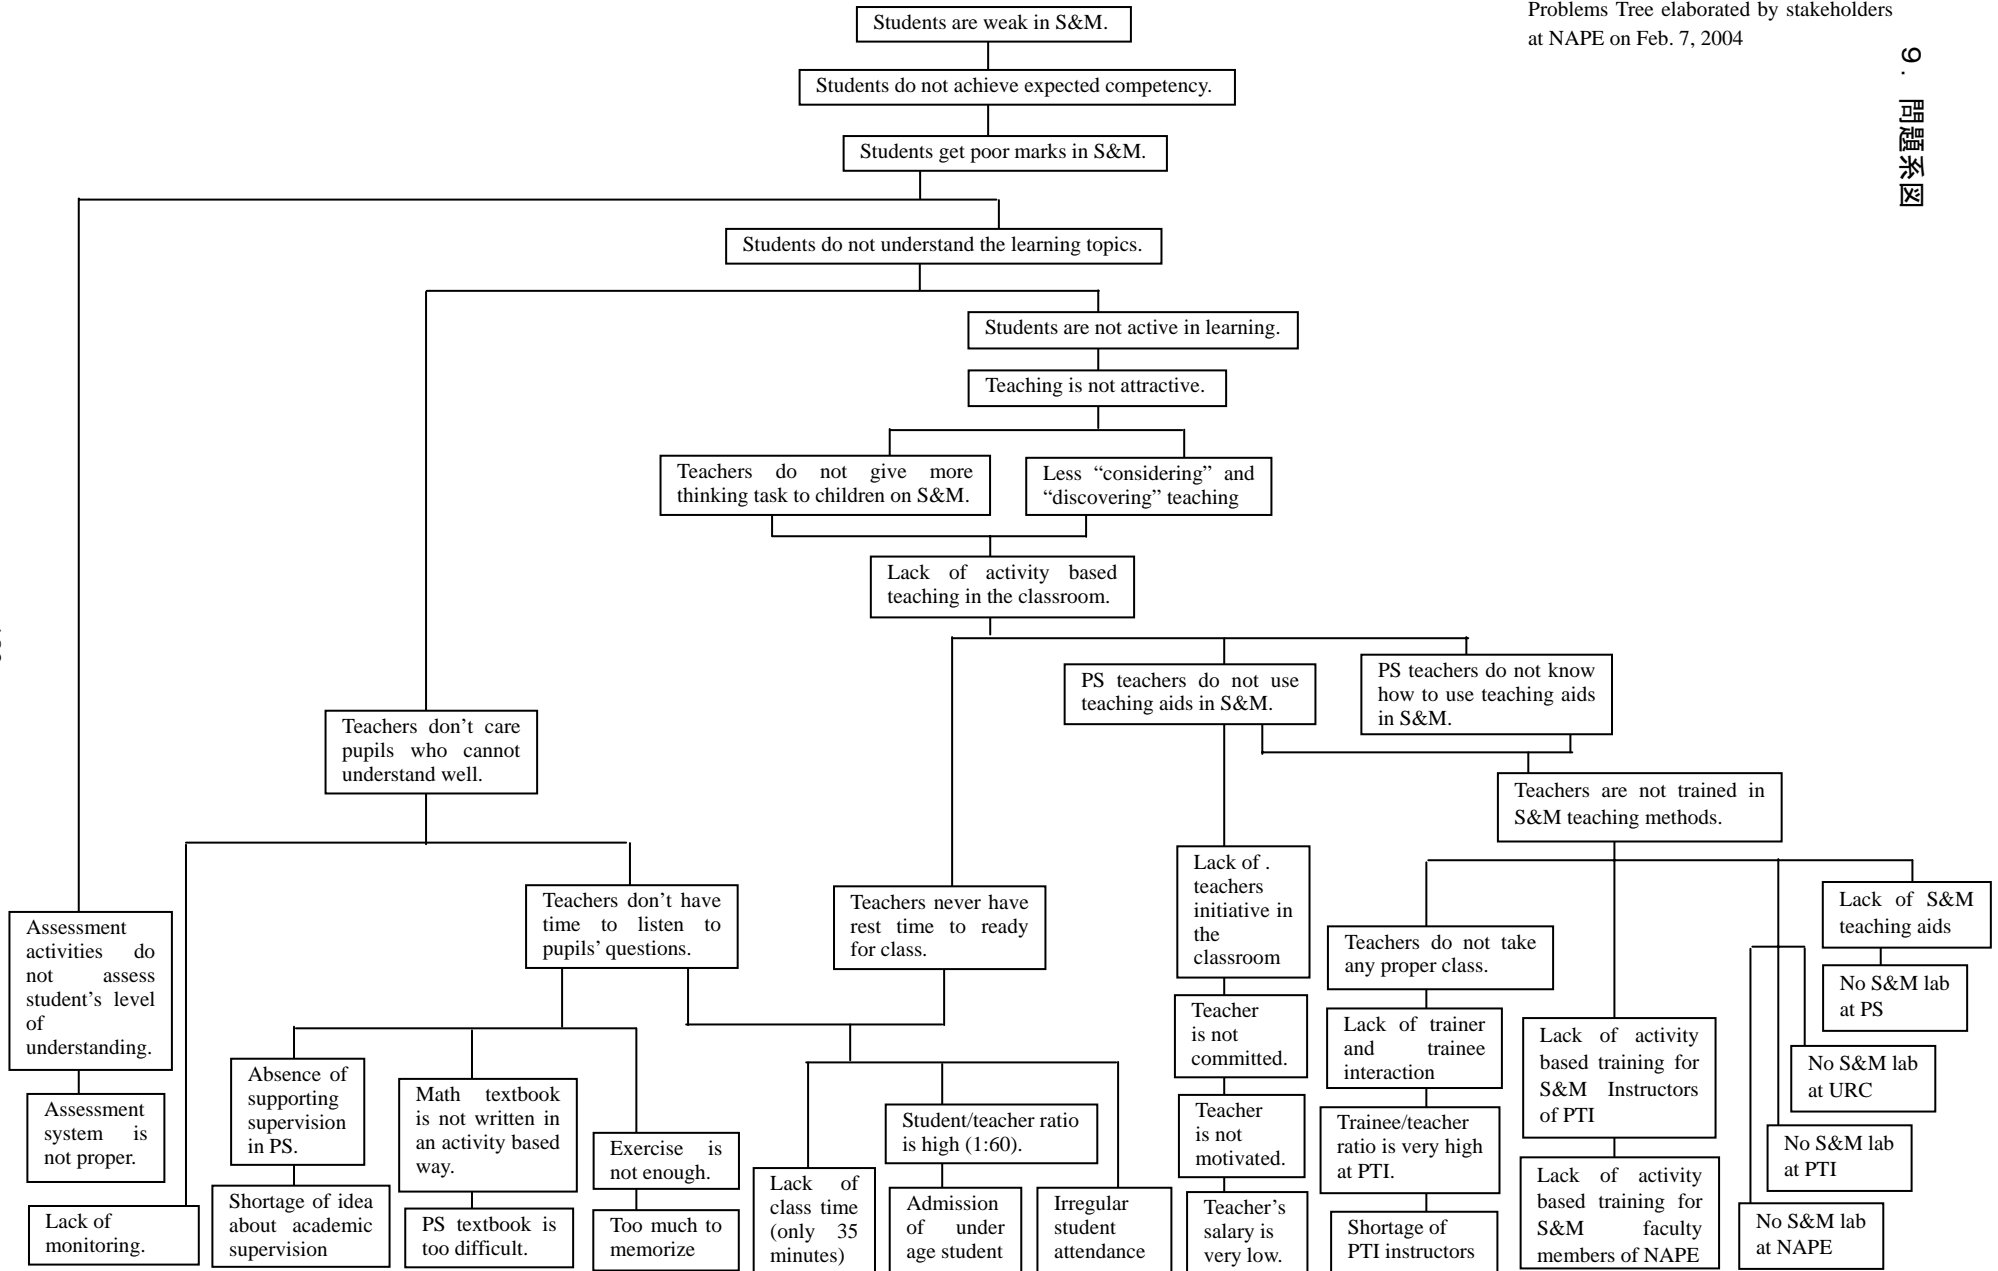 Problems Tree elaborated by stakeholders
at NAPE on Feb. 7, 2004
9. 問題系図
Students are weak in S&M.
Students do not achieve expected competency.
Students get poor marks in S&M.
Students do not understand the learning topics.
Students are not active in learning.
Teaching is not attractive.
Teachers do not give more
thinking task to children on S&M.
Less “considering” and
“discovering” teaching
Lack of activity based
teaching in the classroom.
PS teachers do not use
teaching aids in S&M.
PS teachers do not know
how to use teaching aids
in S&M.
Teachers don’t care
pupils who cannot
understand well.
Teachers are not trained in
S&M teaching methods.
Assessment
activities do
not assess
student’s level
of
understanding.
Teachers don’t have
time to listen to
pupils’ questions.
Teachers never have
rest time to ready
for class.
Lack of .
teachers
initiative in
the
classroom
Teachers do not take
any proper class.
Lack of S&M
teaching aids
No S&M lab
at PS
Assessment
system is
not proper.
Absence of
supporting
supervision
in PS.
Math textbook
is not written in
an activity based
way.
Exercise is
not enough.
Student/teacher ratio
is high (1:60).
Teacher
is not
committed.
Lack of trainer
and trainee
interaction
Lack of activity
based training for
S&M Instructors
of PTI
No S&M lab
at URC
Teacher
is not
motivated.
Trainee/teacher
ratio is very high
at PTI.
No S&M lab
at PTI
Lack of
monitoring.
Shortage of idea
about academic
supervision
PS textbook is
too difficult.
Too much to
memorize
Lack of
class time
(only 35
minutes)
Admission
of under
age student
Irregular
student
attendance
Teacher’s
salary is
very low.
Shortage of
PTI instructors
Lack of activity
based training for
S&M faculty
members of NAPE
No S&M lab
at NAPE